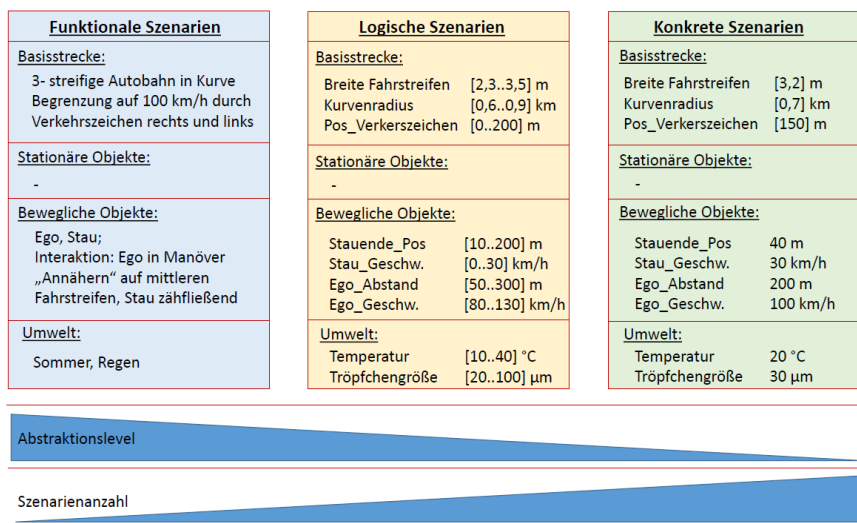 Funktionale Szenarien
Basisstrecke:
3- streifige Autobahn in Kurve
Begrenzung auf 100 km/h durch
Verkehrszeichen rechts und links
Stationäre Objekte:
-
Bewegliche Objekte:
Ego, Stau;
Interaktion: Ego in Manöver
„Annähern“ auf mittleren
Fahrstreifen, Stau zähfließend
Umwelt:
Sommer, Regen
Logische Szenarien
Basisstrecke:
Breite Fahrstreifen [2,3..3,5] m
Kurvenradius [0,6..0,9] km
Pos_Verkerszeichen [0..200] m
Stationäre Objekte:
-
Bewegliche Objekte:
Stauende_Pos [10..200] m
Stau_Geschw. [0..30] km/h
Ego_Abstand [50..300] m
Ego_Geschw. [80..130] km/h
Umwelt:
Temperatur [10..40] °C
Tröpfchengröße [20..100] µm
Konkrete Szenarien
Basisstrecke:
Breite Fahrstreifen [3,2] m
Kurvenradius [0,7] km
Pos_Verkerszeichen [150] m
Stationäre Objekte:
-
Bewegliche Objekte:
Stauende_Pos 40 m
Stau_Geschw. 30 km/h
Ego_Abstand 200 m
Ego_Geschw. 100 km/h
Umwelt:
Temperatur 20 °C
Tröpfchengröße 30 µm
Abstraktionslevel
Szenarienanzahl